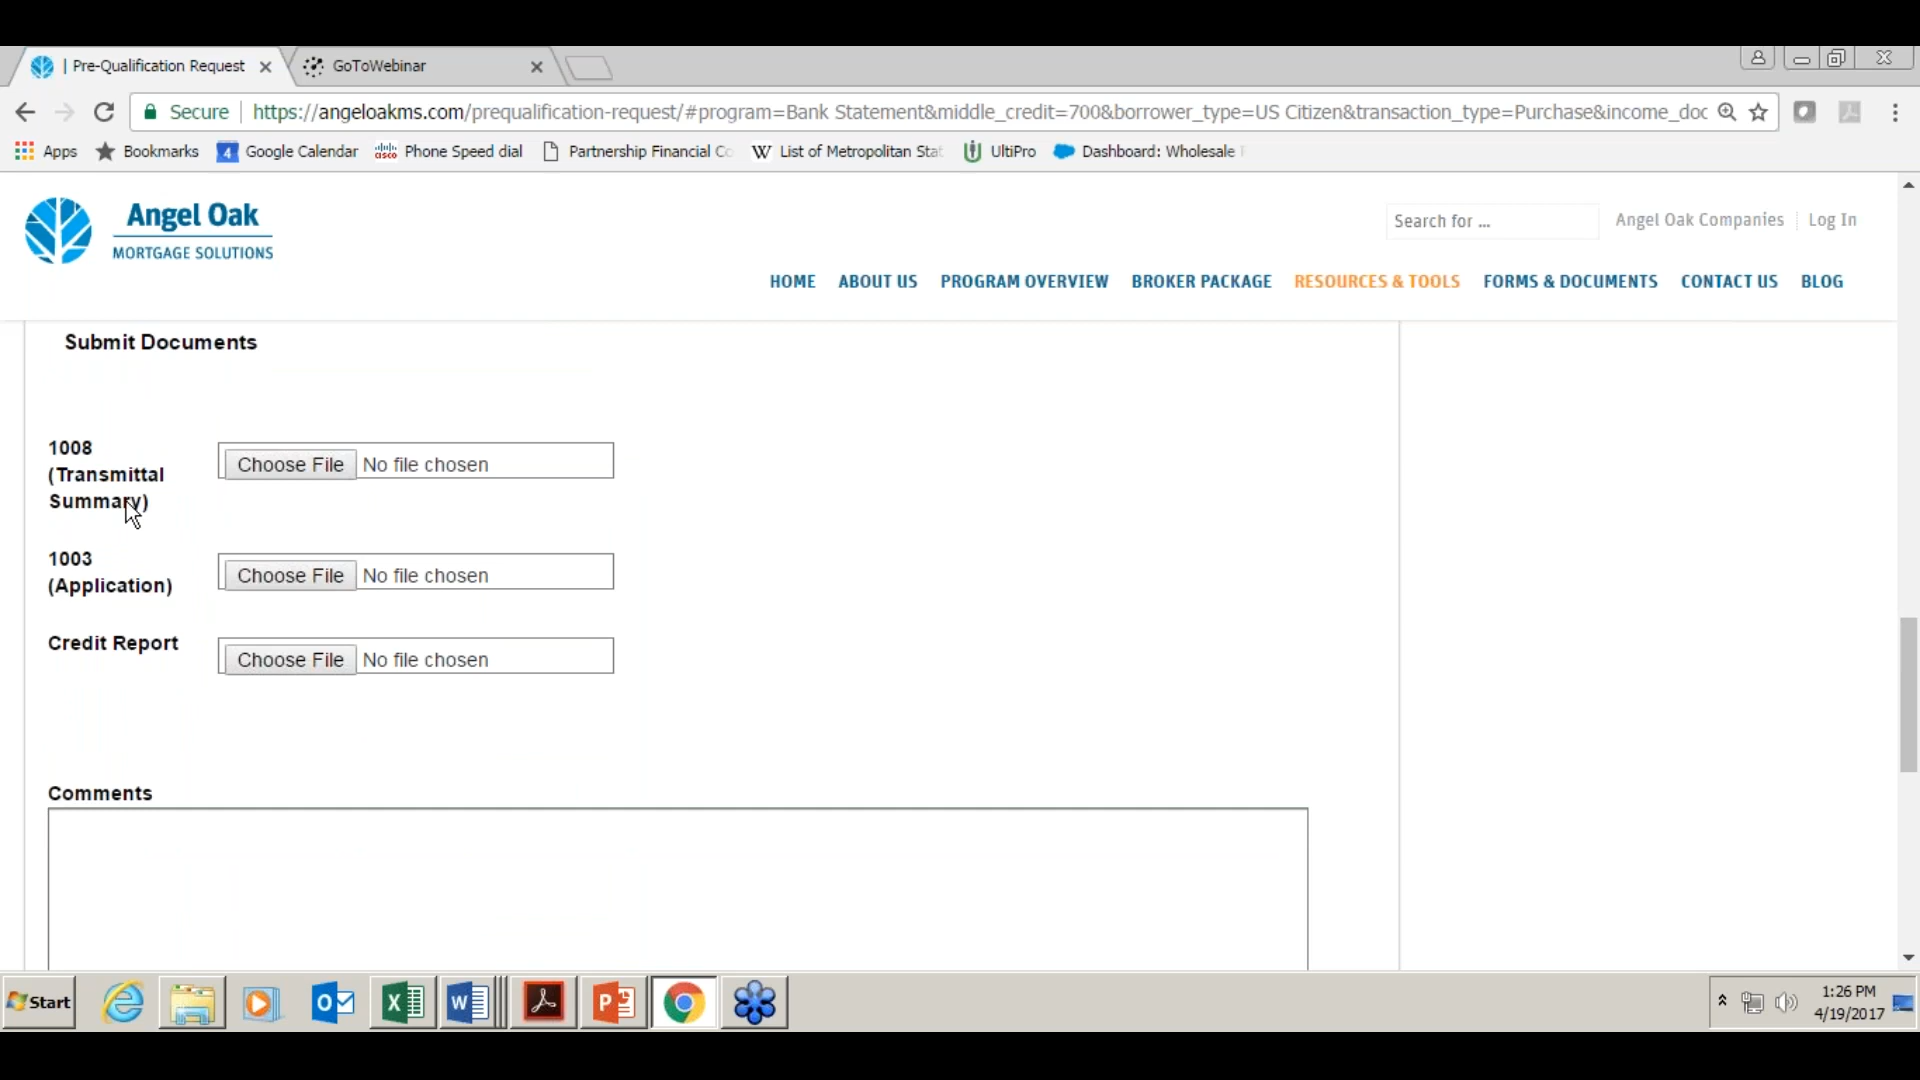 | Pre-Qualification Request
GoToWebinar
Secure
https://angeloakms.com/prequalification-request/#program=Bank Statement&middle_credit=700&borrower_type=US Citizen&transaction_type=Purchase&income_doc
Apps
Bookmarks
4
Google Calendar
cisco
Phone Speed dial
Partnership Financial Co
W
List of Metropolitan Stat
UltiPro
Dashboard: Wholesale
Angel Oak
MORTGAGE SOLUTIONS
Search for ...
Angel Oak Companies
Log In
HOME
ABOUT US
PROGRAM OVERVIEW
BROKER PACKAGE
RESOURCES & TOOLS
FORMS & DOCUMENTS
CONTACT US
BLOG
Submit Documents
1008
(Transmittal
Summary)
Choose File No file chosen
1003
(Application)
Choose File No file chosen
Credit Report
Choose File No file chosen
Comments
Start
1:26 PM
4/19/2017